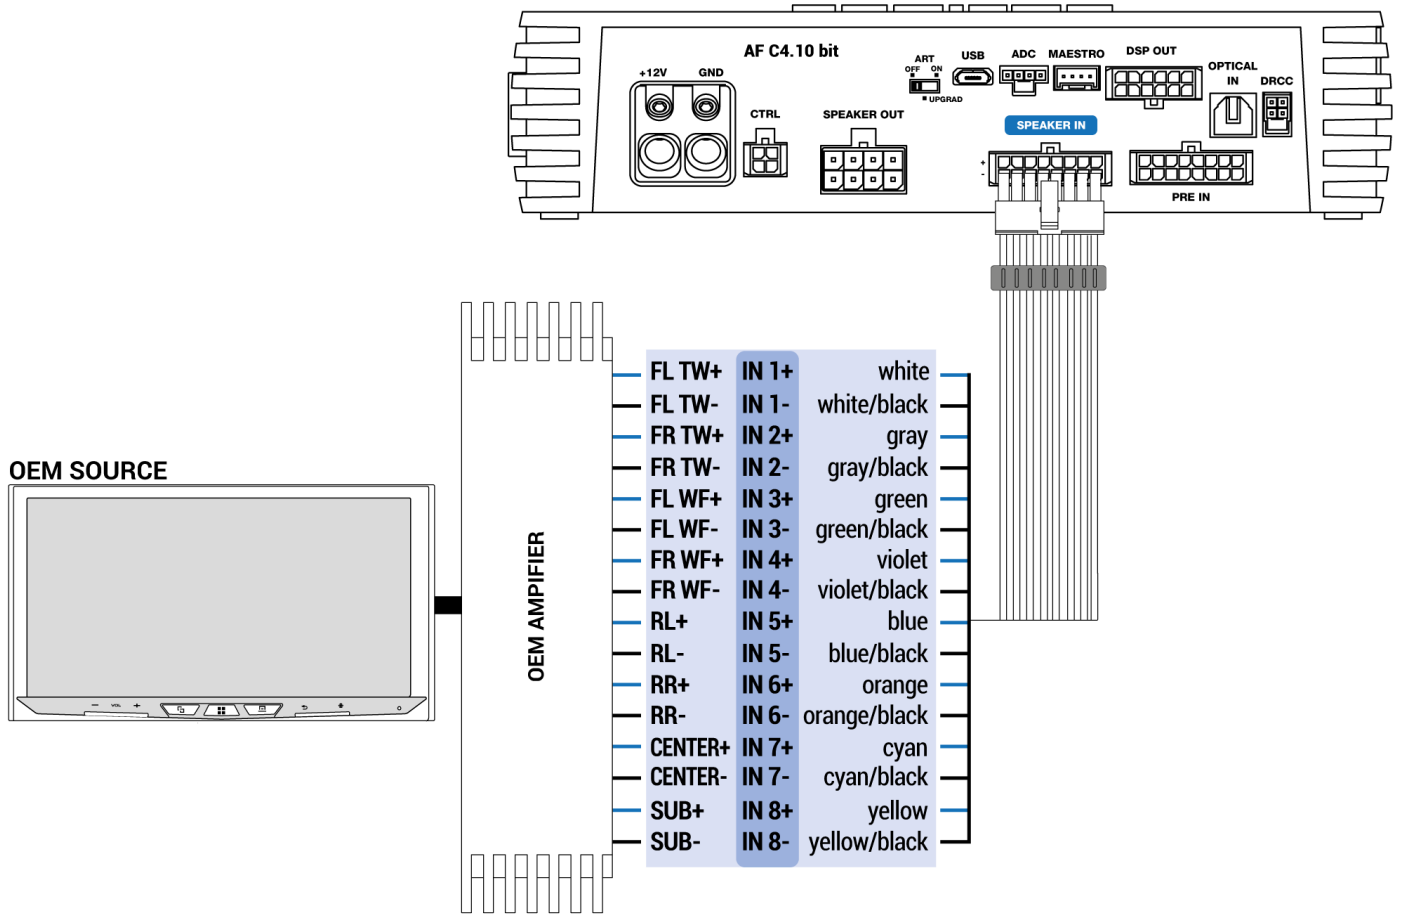 AF C4.10 bit
+12V GND
CTRL
SPEAKER OUT
ART
OFF ON
UPGRAD
USB
ADC
MAESTRO
DSP OUT
OPTICAL
IN
DRCC
SPEAKER IN
+
-
PRE IN
OEM SOURCE
VOL
OEM AMPIFIER
FL TW+ IN 1+ white
FL TW- IN 1- white/black
FR TW+ IN 2+ gray
FR TW- IN 2- gray/black
FL WF+ IN 3+ green
FL WF- IN 3- green/black
FR WF+ IN 4+ violet
FR WF- IN 4- violet/black
RL+ IN 5+ blue
RL- IN 5- blue/black
RR+ IN 6+ orange
RR- IN 6- orange/black
CENTER+ IN 7+ cyan
CENTER- IN 7- cyan/black
SUB+ IN 8+ yellow
SUB- IN 8- yellow/black